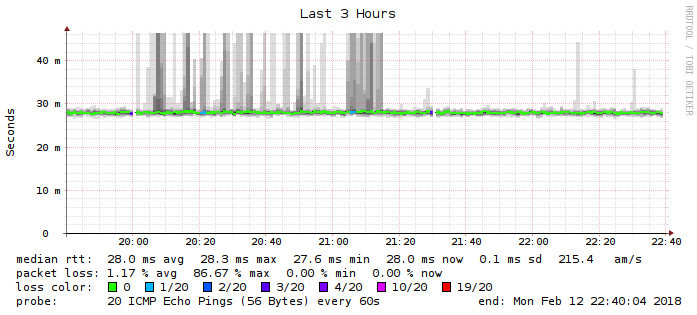 Last 3 Hours
RRDTOOL / TOBI OETIKER
Seconds
40 m
30 m
20 m
10 m
0
20:00 20:20 20:40 21:00 21:20 21:40 22:00 22:20 22:40
median rtt: 28.0 ms avg 28.3 ms max 27.6 ms min 28.0 ms now 0.1 ms sd 215.4 am/s
packet loss: 1.17 % avg 86.67 % max 0.00 % min 0.00 % now
loss color: 0 1/20 2/20 3/20 4/20 10/20 19/20
probe: 20 ICMP Echo Pings (56 Bytes) every 60s end: Mon Feb 12 22:40:04 2018